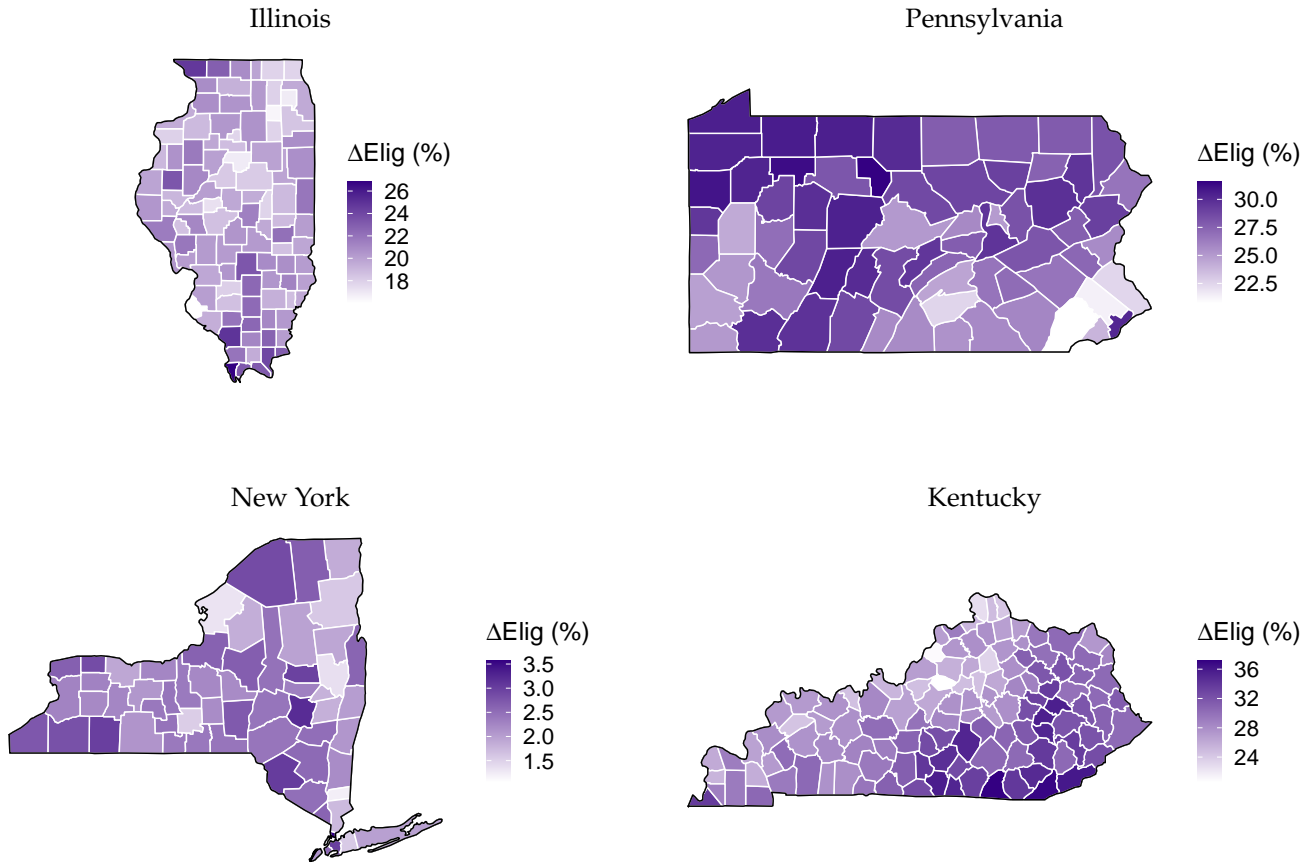 Illinois
ΔElig (%)
26
24
22
20
18
Pennsylvania
ΔElig (%)
30.0
27.5
25.0
22.5
New York
ΔElig (%)
3.5
3.0
2.5
2.0
1.5
Kentucky
ΔElig (%)
36
32
28
24